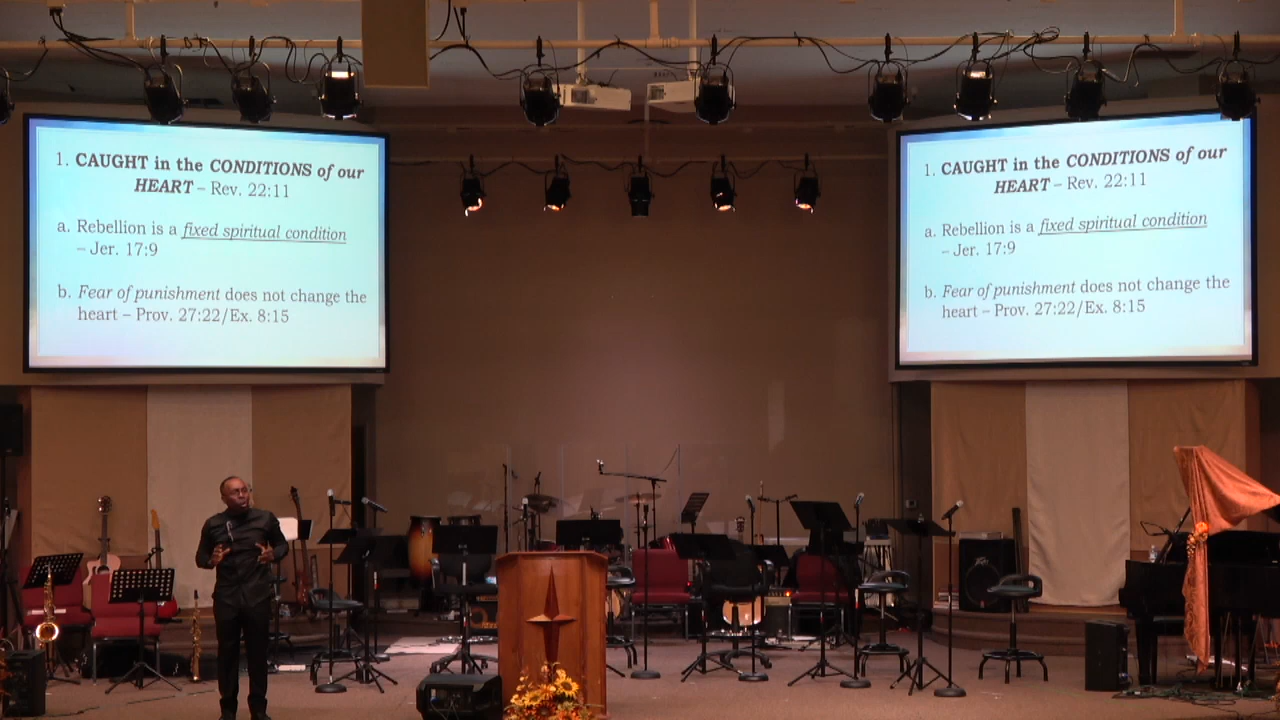 1. CAUGHT in the CONDITIONS of our
HEART – Rev. 22:11
a. Rebellion is a fixed spiritual condition
– Jer. 17:9
b. Fear of punishment does not change the
heart – Prov. 27:22/Ex. 8:15
1. CAUGHT in the CONDITIONS of our
HEART – Rev. 22:11
a. Rebellion is a fixed spiritual condition
– Jer. 17:9
b. Fear of punishment does not change the
heart – Prov. 27:22/Ex. 8:15